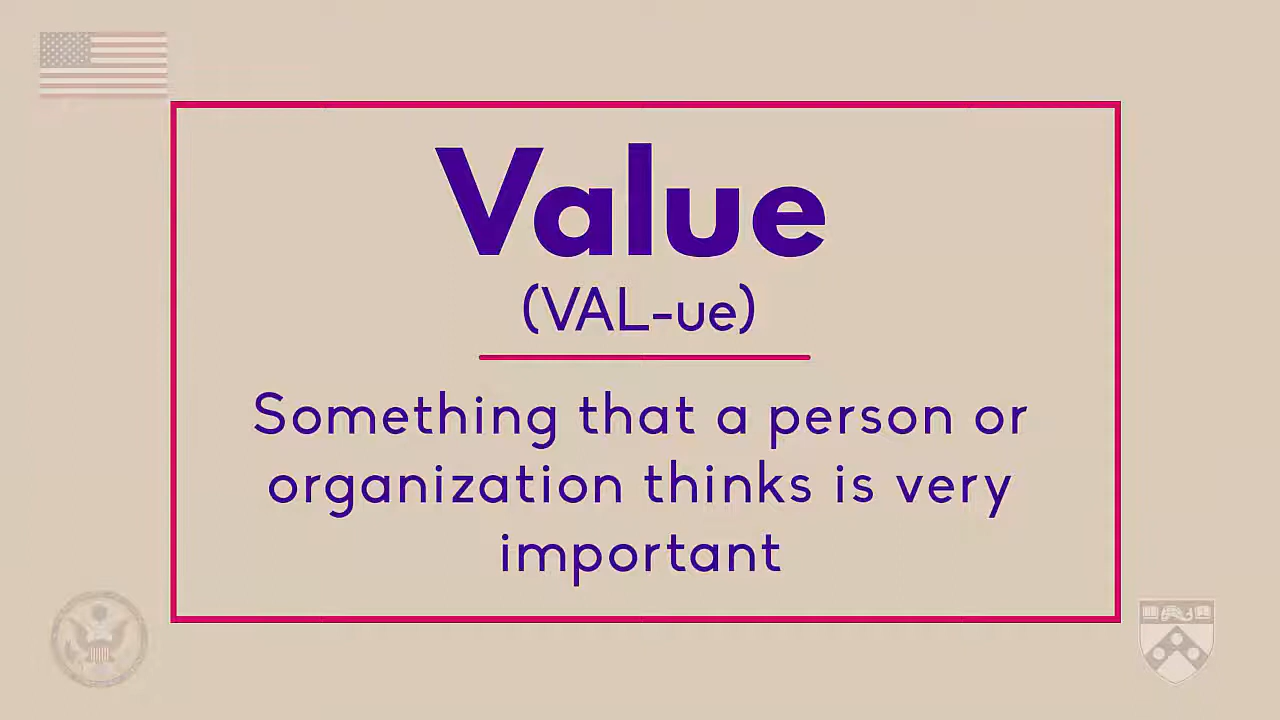 Value
(VAL-ue)
Something that a person or
organization thinks is very
important